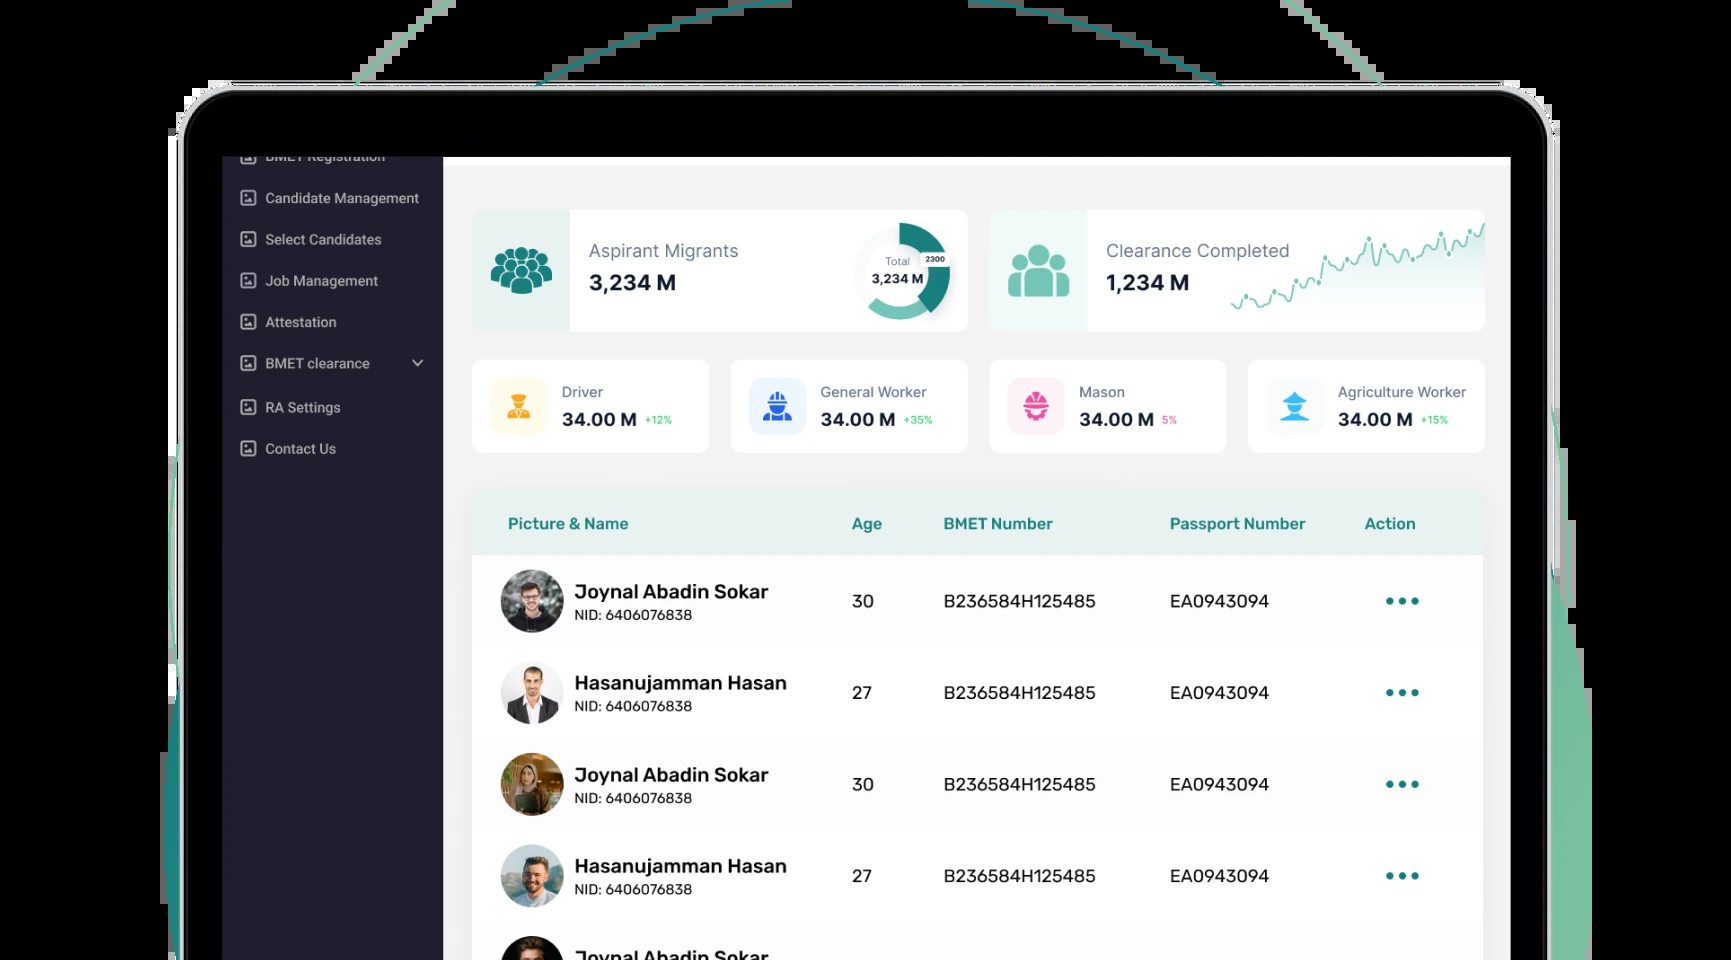 BMET Registration
Candidate Management
Select Candidates
Job Management
Attestation
BMET clearance
RA Settings
Contact Us
Aspirant Migrants
3,234 M
Total
3,234 M
2300
Clearance Completed
1,234 M
Driver
34.00 M +12%
General Worker
34.00 M +35%
Mason
34.00 M 5%
Agriculture Worker
34.00 M +15%
Picture & Name Age BMET Number Passport Number Action
Joynal Abadin Sokar
NID: 6406076838
30 B236584H125485 EA0943094
Hasanujamman Hasan
NID: 6406076838
27 B236584H125485 EA0943094
Joynal Abadin Sokar
NID: 6406076838
30 B236584H125485 EA0943094
Hasanujamman Hasan
NID: 6406076838
27 B236584H125485 EA0943094
Joynal Abadin Sokar